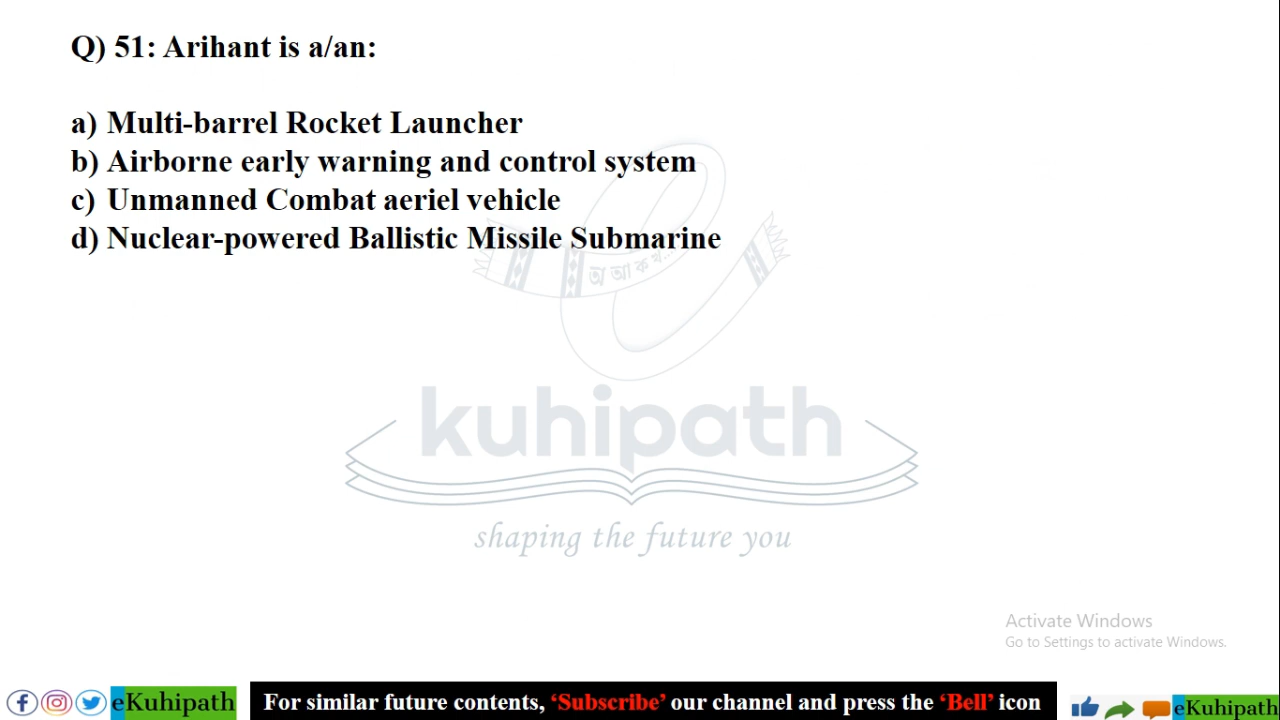 Q) 51: Arihant is a/an:
a) Multi-barrel Rocket Launcher
b) Airborne early warning and control system
c) Unmanned Combat aeriel vehicle
d) Nuclear-powered Ballistic Missile Submarine
অ আ ক খ...
kuhipath
shaping the future you
Activate Windows
Go to Settings to activate Windows.
eKuhipath
For similar future contents, ‘Subscribe’ our channel and press the ‘Bell’ icon
eKuhipath